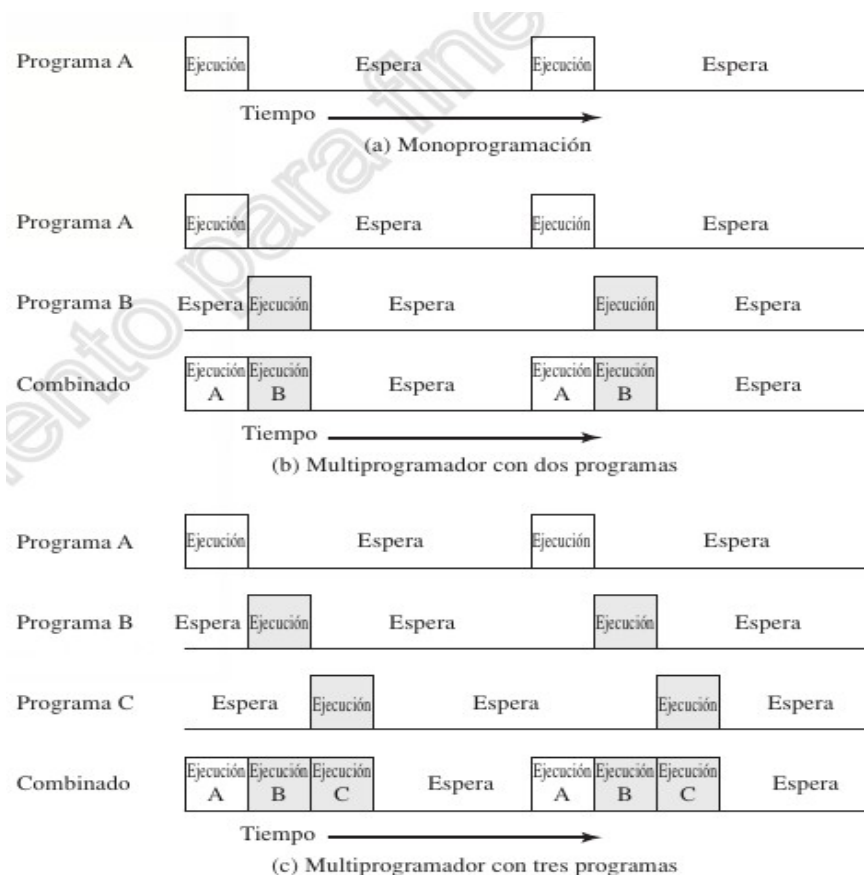 Programa A Ejecución Espera Ejecución Espera
Tiempo
(a) Monoprogramación
Programa A Ejecución Espera Ejecución Espera
Programa B Espera Ejecución Espera Ejecución Espera
Combinado Ejecución A Ejecución B Espera Ejecución A Ejecución B Espera
Tiempo
(b) Multiprogramador con dos programas
Programa A Ejecución Espera Ejecución Espera
Programa B Espera Ejecución Espera Ejecución Espera
Programa C Espera Ejecución Espera Ejecución Espera
Combinado Ejecución A Ejecución B Ejecución C Espera Ejecución A Ejecución B Ejecución C Espera
Tiempo
(c) Multiprogramador con tres programas
para fine